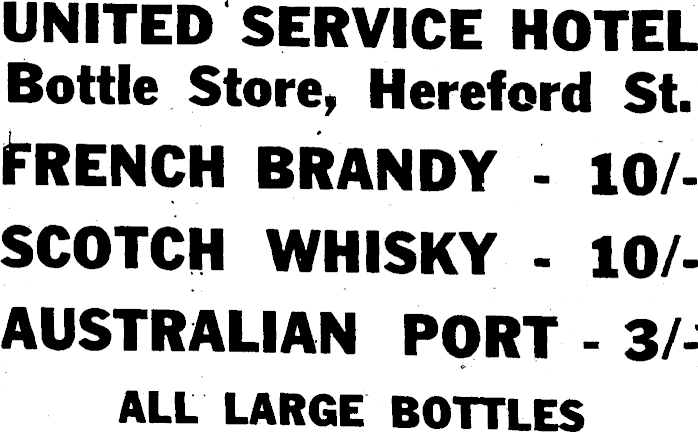 UNITED SERVICE HOTEL
Bottle Store, Hereford St.
FRENCH BRANDY - 10/-
SCOTCH WHISKY - 10/-
AUSTRALIAN PORT - 3/-
ALL LARGE BOTTLES